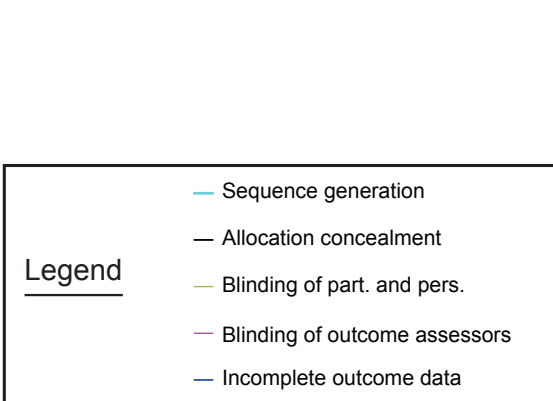 Legend
Sequence generation
Allocation concealment
Blinding of part. and pers.
Blinding of outcome assessors
Incomplete outcome data